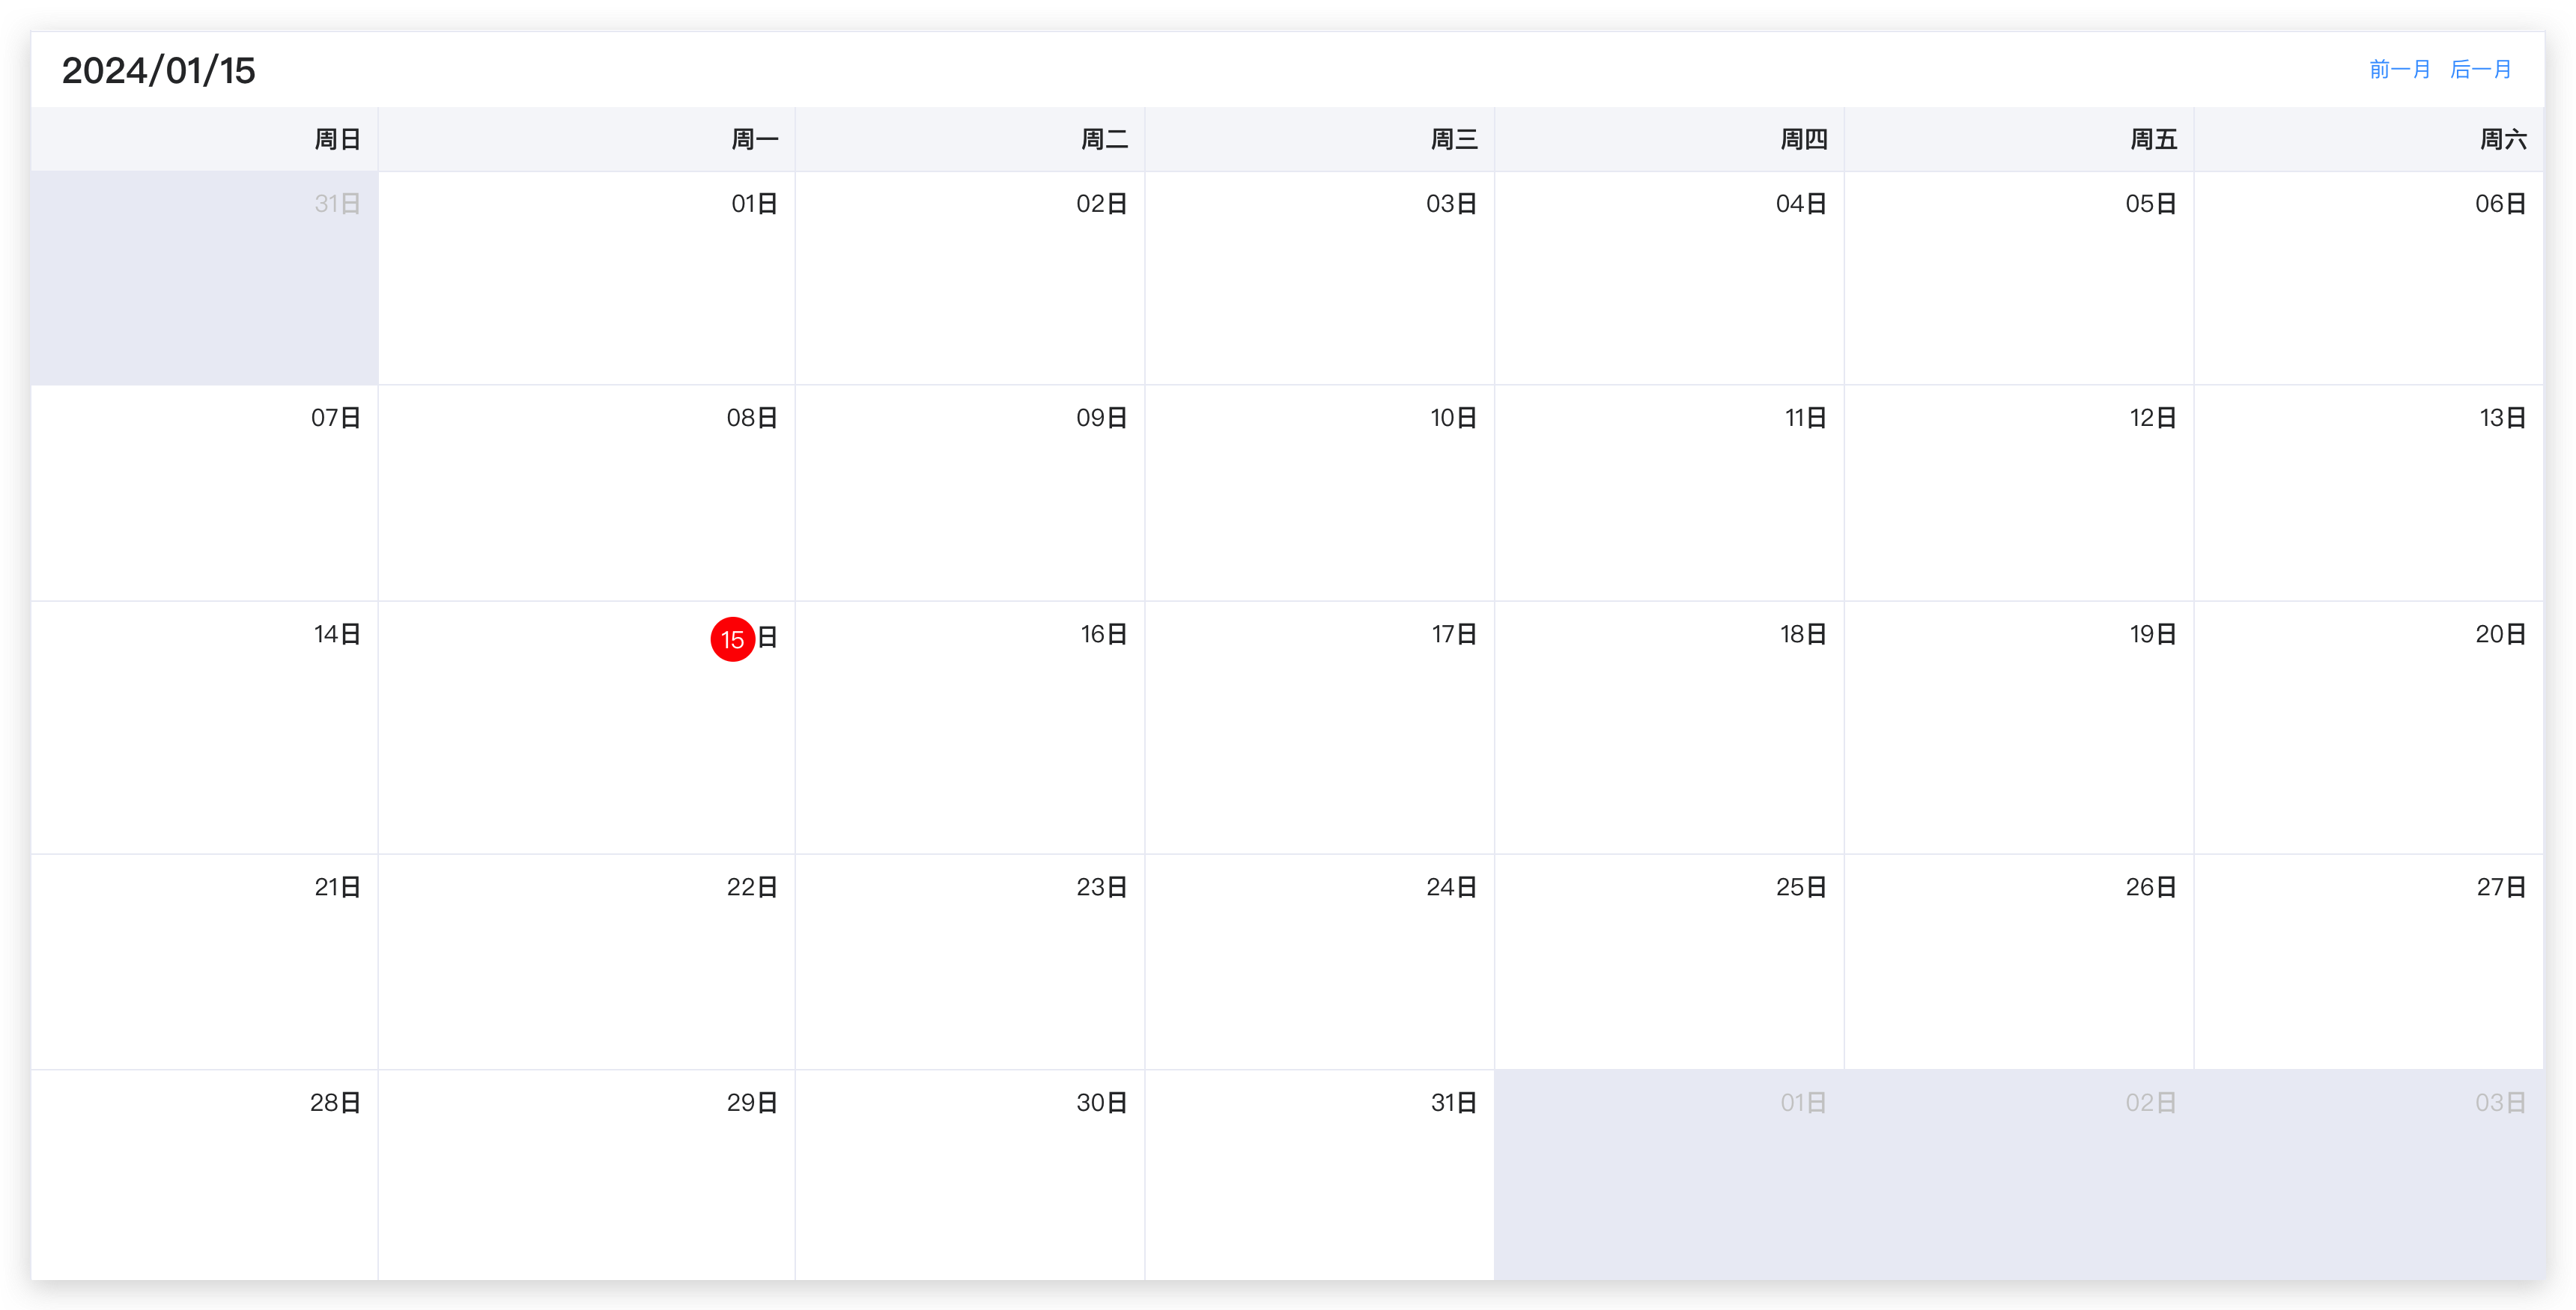 2024/01/15 前一月 后一月
周日 周一 周二 周三 周四 周五 周六
31日 01日 02日 03日 04日 05日 06日
07日 08日 09日 10日 11日 12日 13日
14日 15日 16日 17日 18日 19日 20日
21日 22日 23日 24日 25日 26日 27日
28日 29日 30日 31日 01日 02日 03日